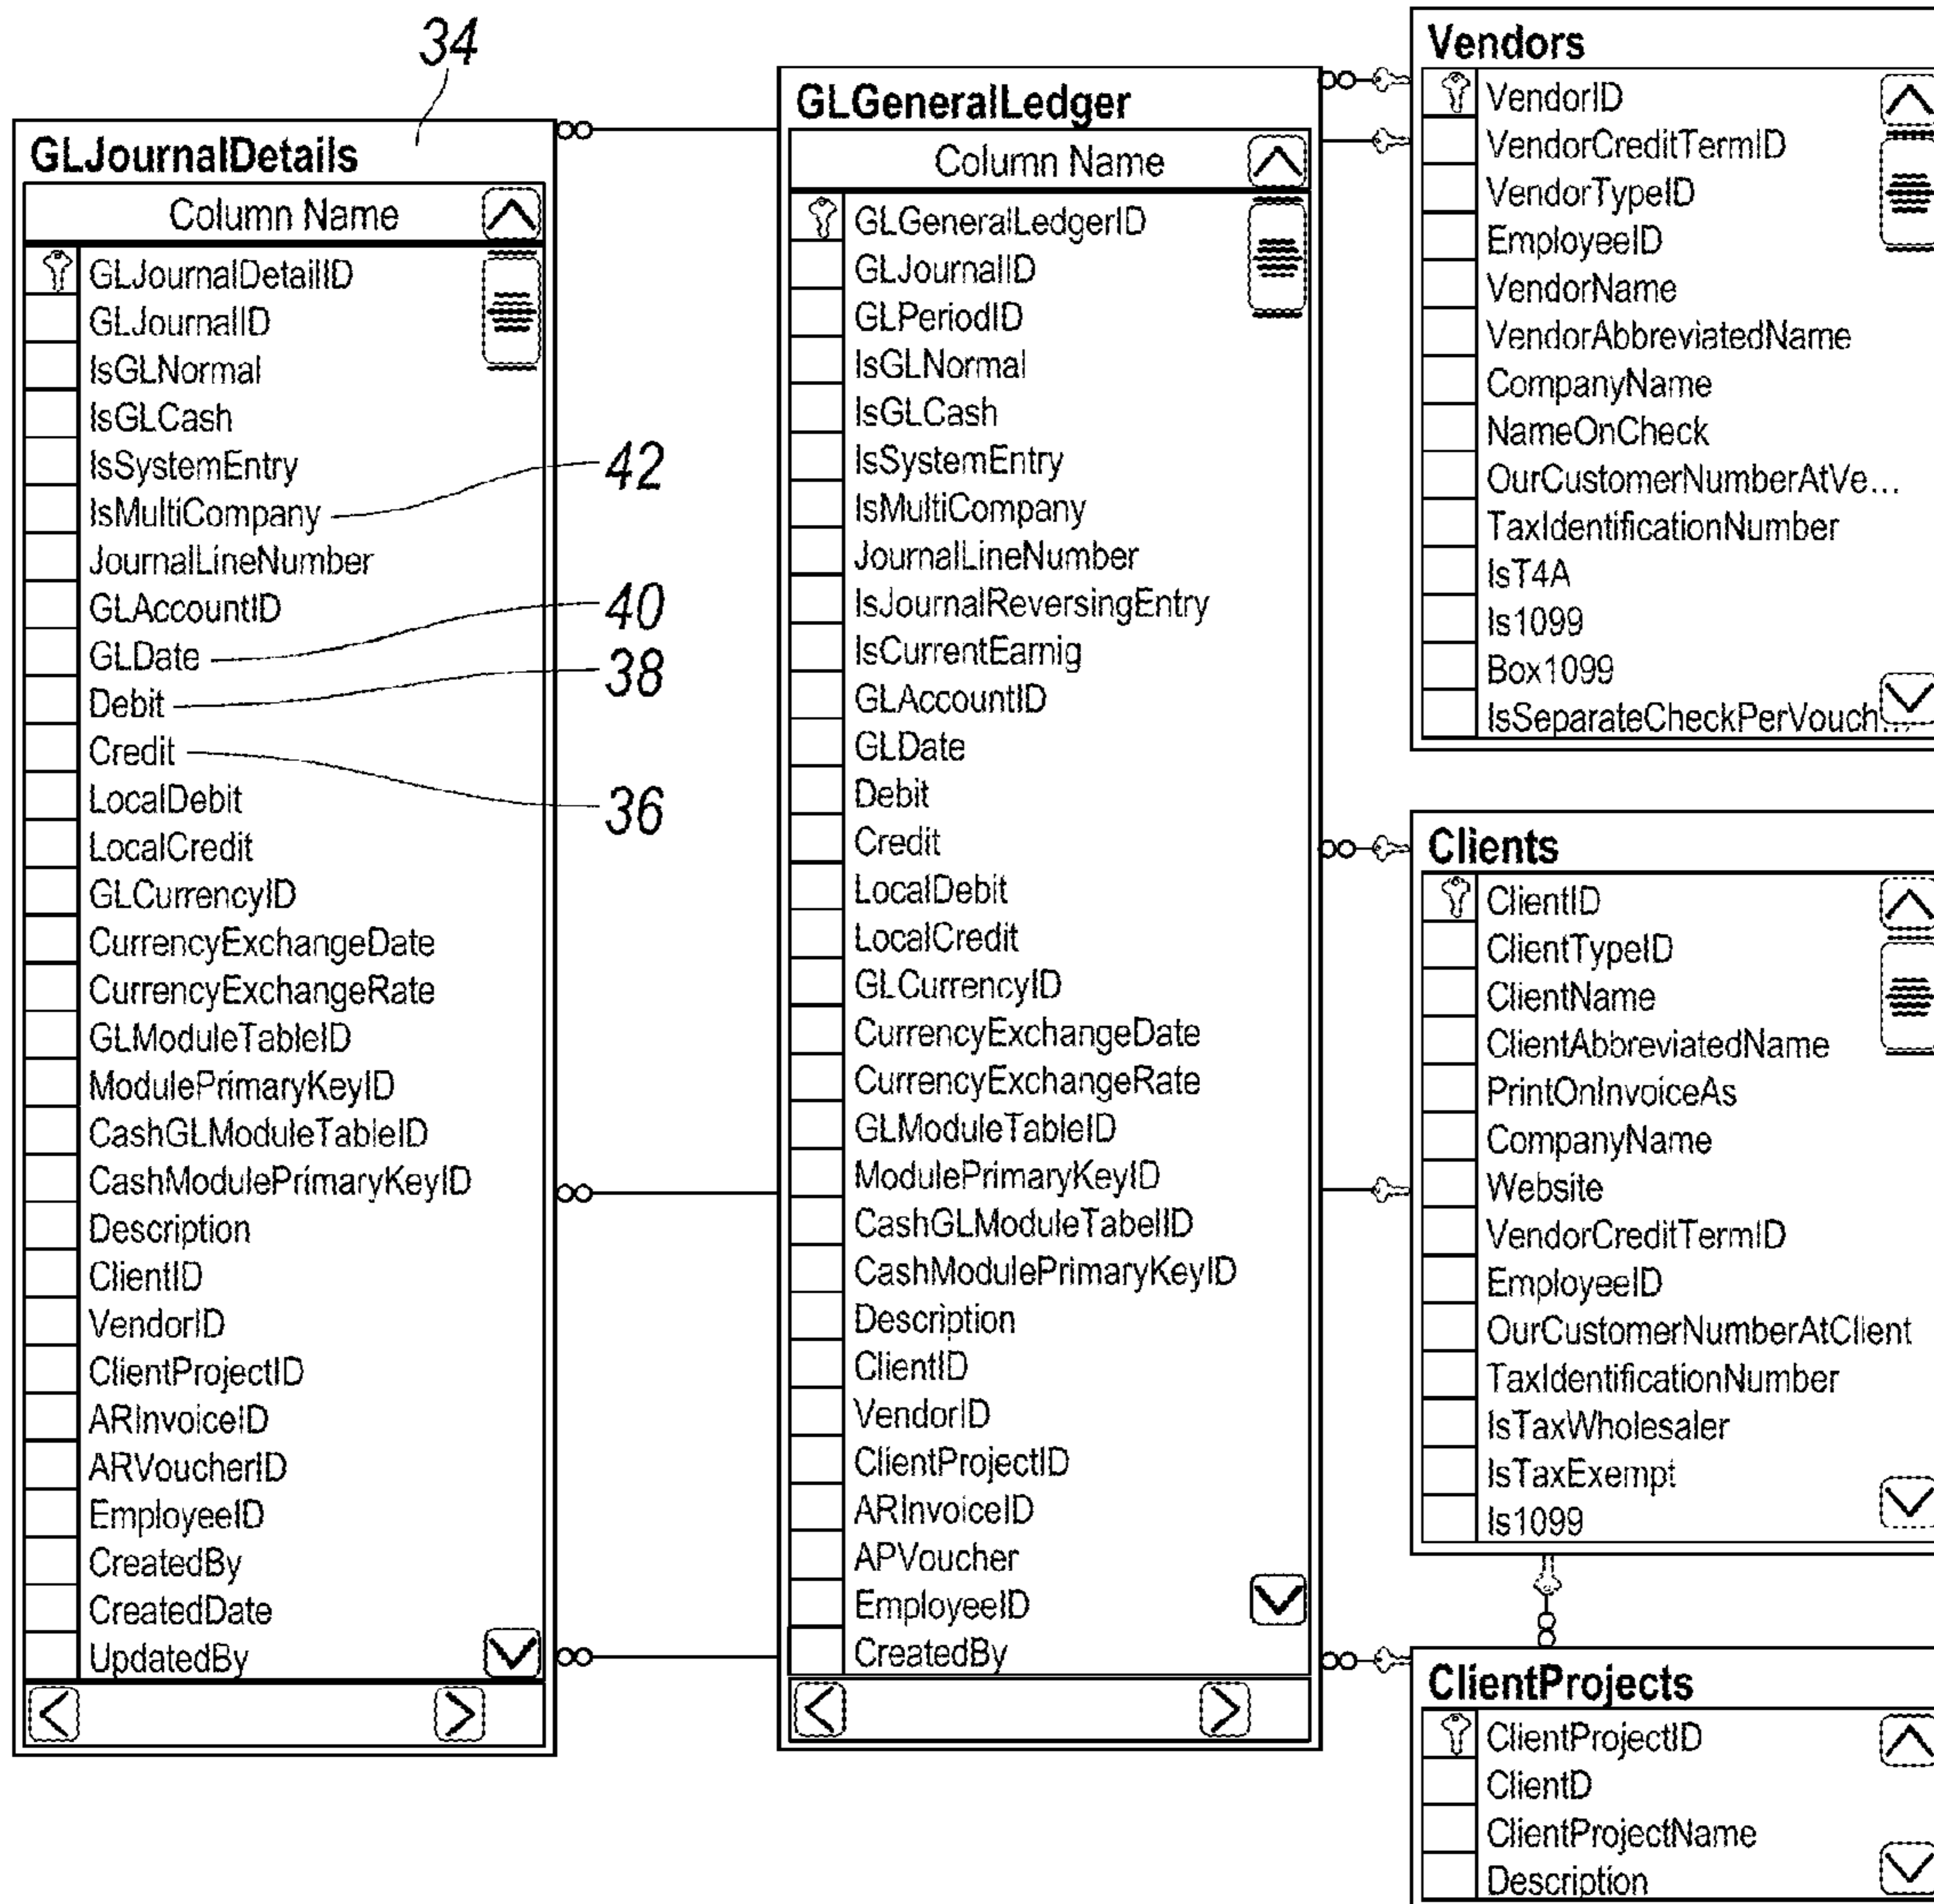 34
GLJournalDetails
Column Name
GLJournalDetailID
GLJournalID
IsGLNormal
IsGLCash
IsSystemEntry
IsMultiCompany
JournalLineNumber
GLAccountID
GLDate
Debit
Credit
LocalDebit
LocalCredit
GLCurrencyID
CurrencyExchangeDate
CurrencyExchangeRate
GLModuleTableID
ModulePrimaryKeyID
CashGLModuleTableID
CashModulePrimaryKeyID
Description
ClientID
VendorID
ClientProjectID
ARInvoiceID
ARVoucherID
EmployeeID
CreatedBy
CreatedDate
UpdatedBy
42
40
38
36
GLGeneralLedger
Column Name
GLGeneralLedgerID
GLJournalID
GLPeriodID
IsGLNormal
IsGLCash
IsSystemEntry
IsMultiCompany
JournalLineNumber
IsJournalReversingEntry
IsCurrentEarnig
GLAccountID
GLDate
Debit
Credit
LocalDebit
LocalCredit
GLCurrencyID
CurrencyExchangeDate
CurrencyExchangeRate
GLModuleTableID
ModulePrimaryKeyID
CashGLModuleTabelID
CashModulePrimaryKeyID
Description
ClientID
VendorID
ClientProjectID
ARInvoiceID
APVoucher
EmployeeID
CreatedBy
Vendors
VendorID
VendorCreditTermID
VendorTypeID
EmployeeID
VendorName
VendorAbbreviatedName
CompanyName
NameOnCheck
OurCustomerNumberAtVe...
TaxIdentificationNumber
IsT4A
Is1099
Box1099
IsSeparateCheckPerVouch...
Clients
ClientID
ClientTypeID
ClientName
ClientAbbreviatedName
PrintOnInvoiceAs
CompanyName
Website
VendorCreditTermID
EmployeeID
OurCustomerNumberAtClient
TaxIdentificationNumber
IsTaxWholesaler
IsTaxExempt
Is1099
ClientProjects
ClientProjectID
ClientD
ClientProjectName
Description